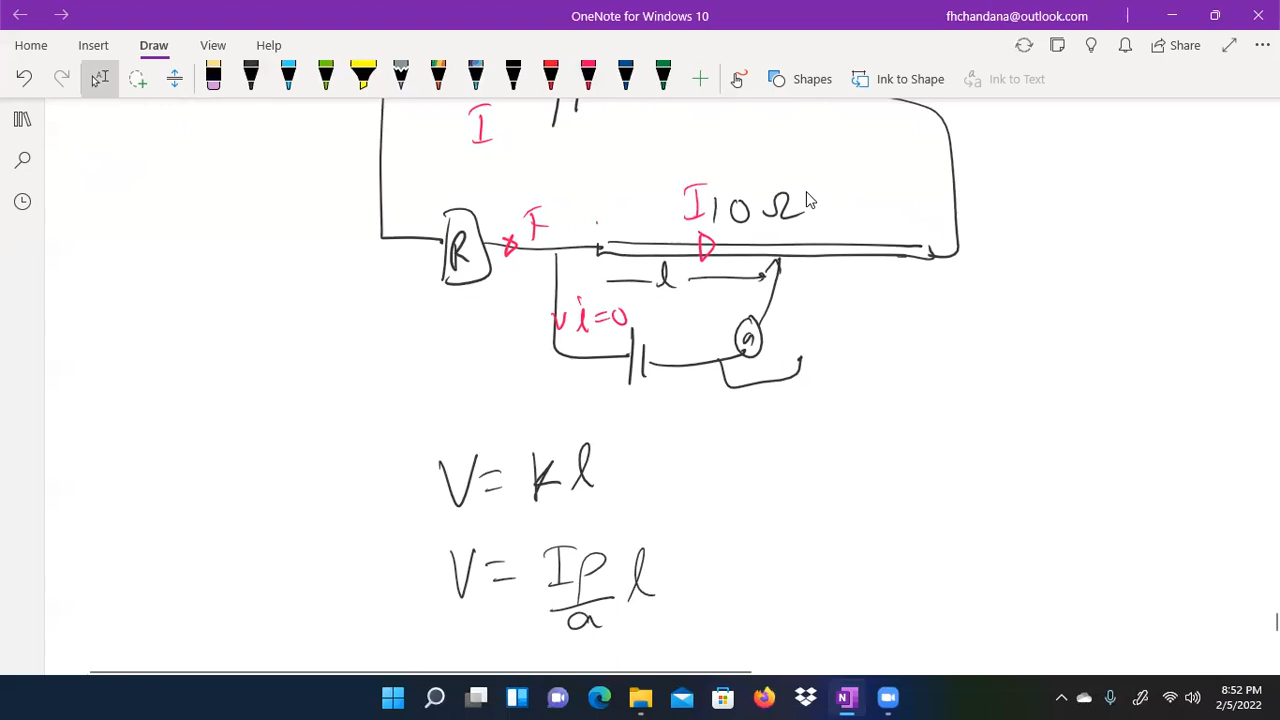 OneNote for Windows 10
fhchandana@outlook.com
Home
Insert
Draw
View
Help
Share
Shapes
Ink to Shape
Ink to Text
I
R
I 10 Ω
l
i=0
V= kl
V= Iρ/a l
8:52 PM
2/5/2022